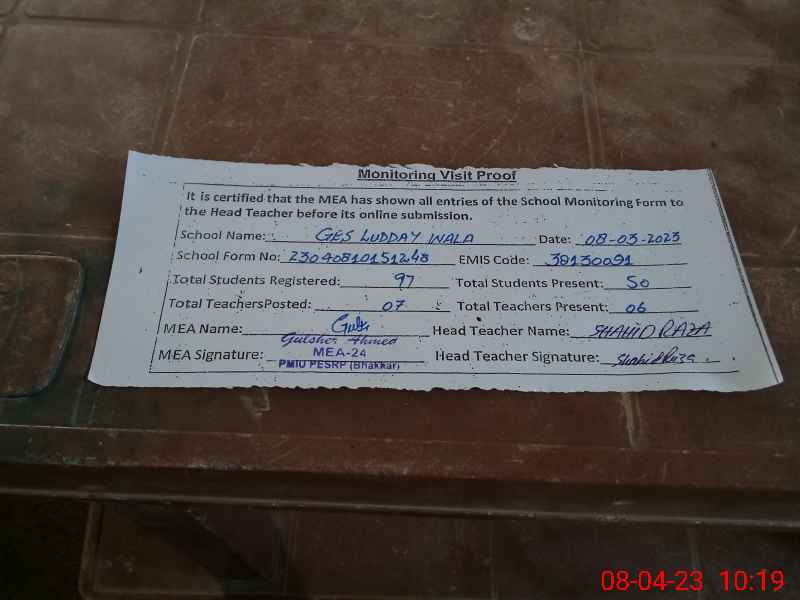 Monitoring Visit Proof
It is certified that the MEA has shown all entries of the School Monitoring Form to
the Head Teacher before its online submission.
School Name: GES LUDDAY WALA Date: 08-03-2023
School Form No: 23040810151248 EMIS Code: 38130091
Total Students Registered: 97 Total Students Present: 50
Total TeachersPosted: 07 Total Teachers Present: 06
MEA Name: Head Teacher Name: SHAHID RAZA
Gulsher Ahmed
MEA Signature: MEA-24 Head Teacher Signature: Shahid Raza
PMIU PESRP (Bhakkar)
08-04-23 10:19